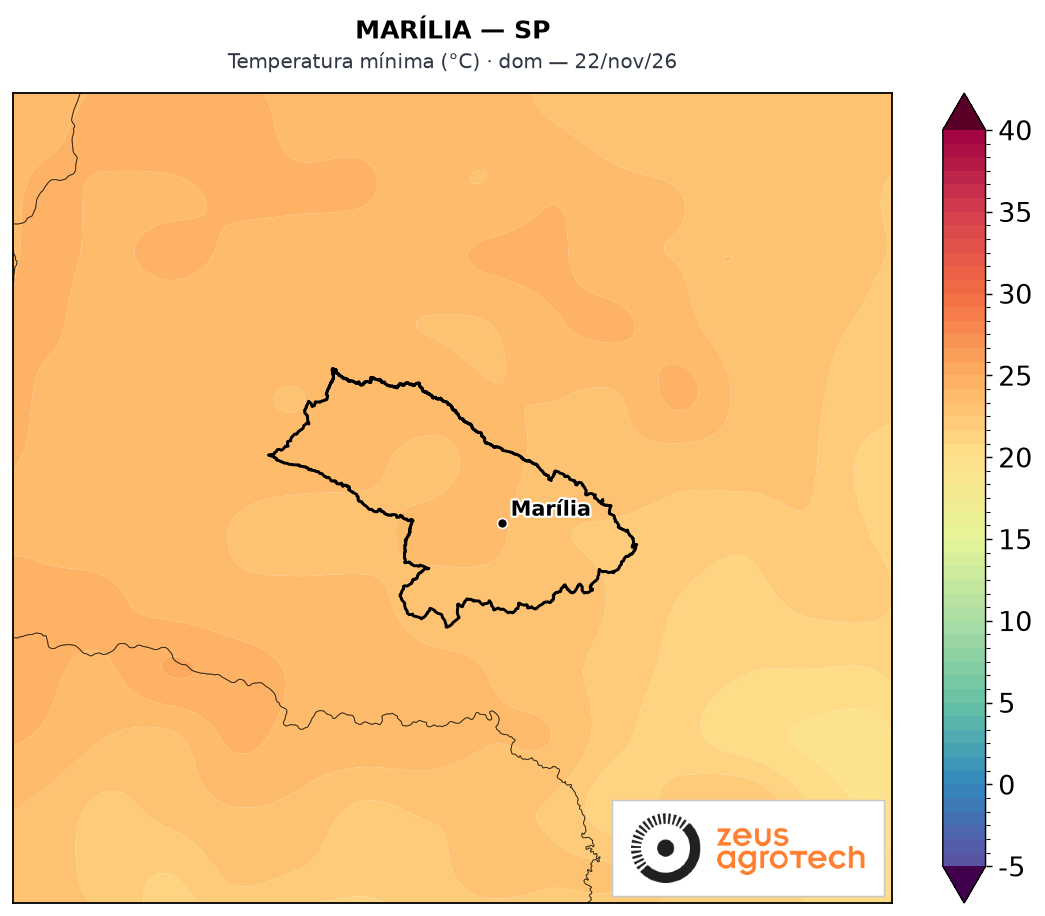 MARÍLIA — SP
Temperatura mínima (°C) · dom — 22/nov/26
40
35
30
25
20
15
10
5
0
-5
Marília
zeus
agrotech